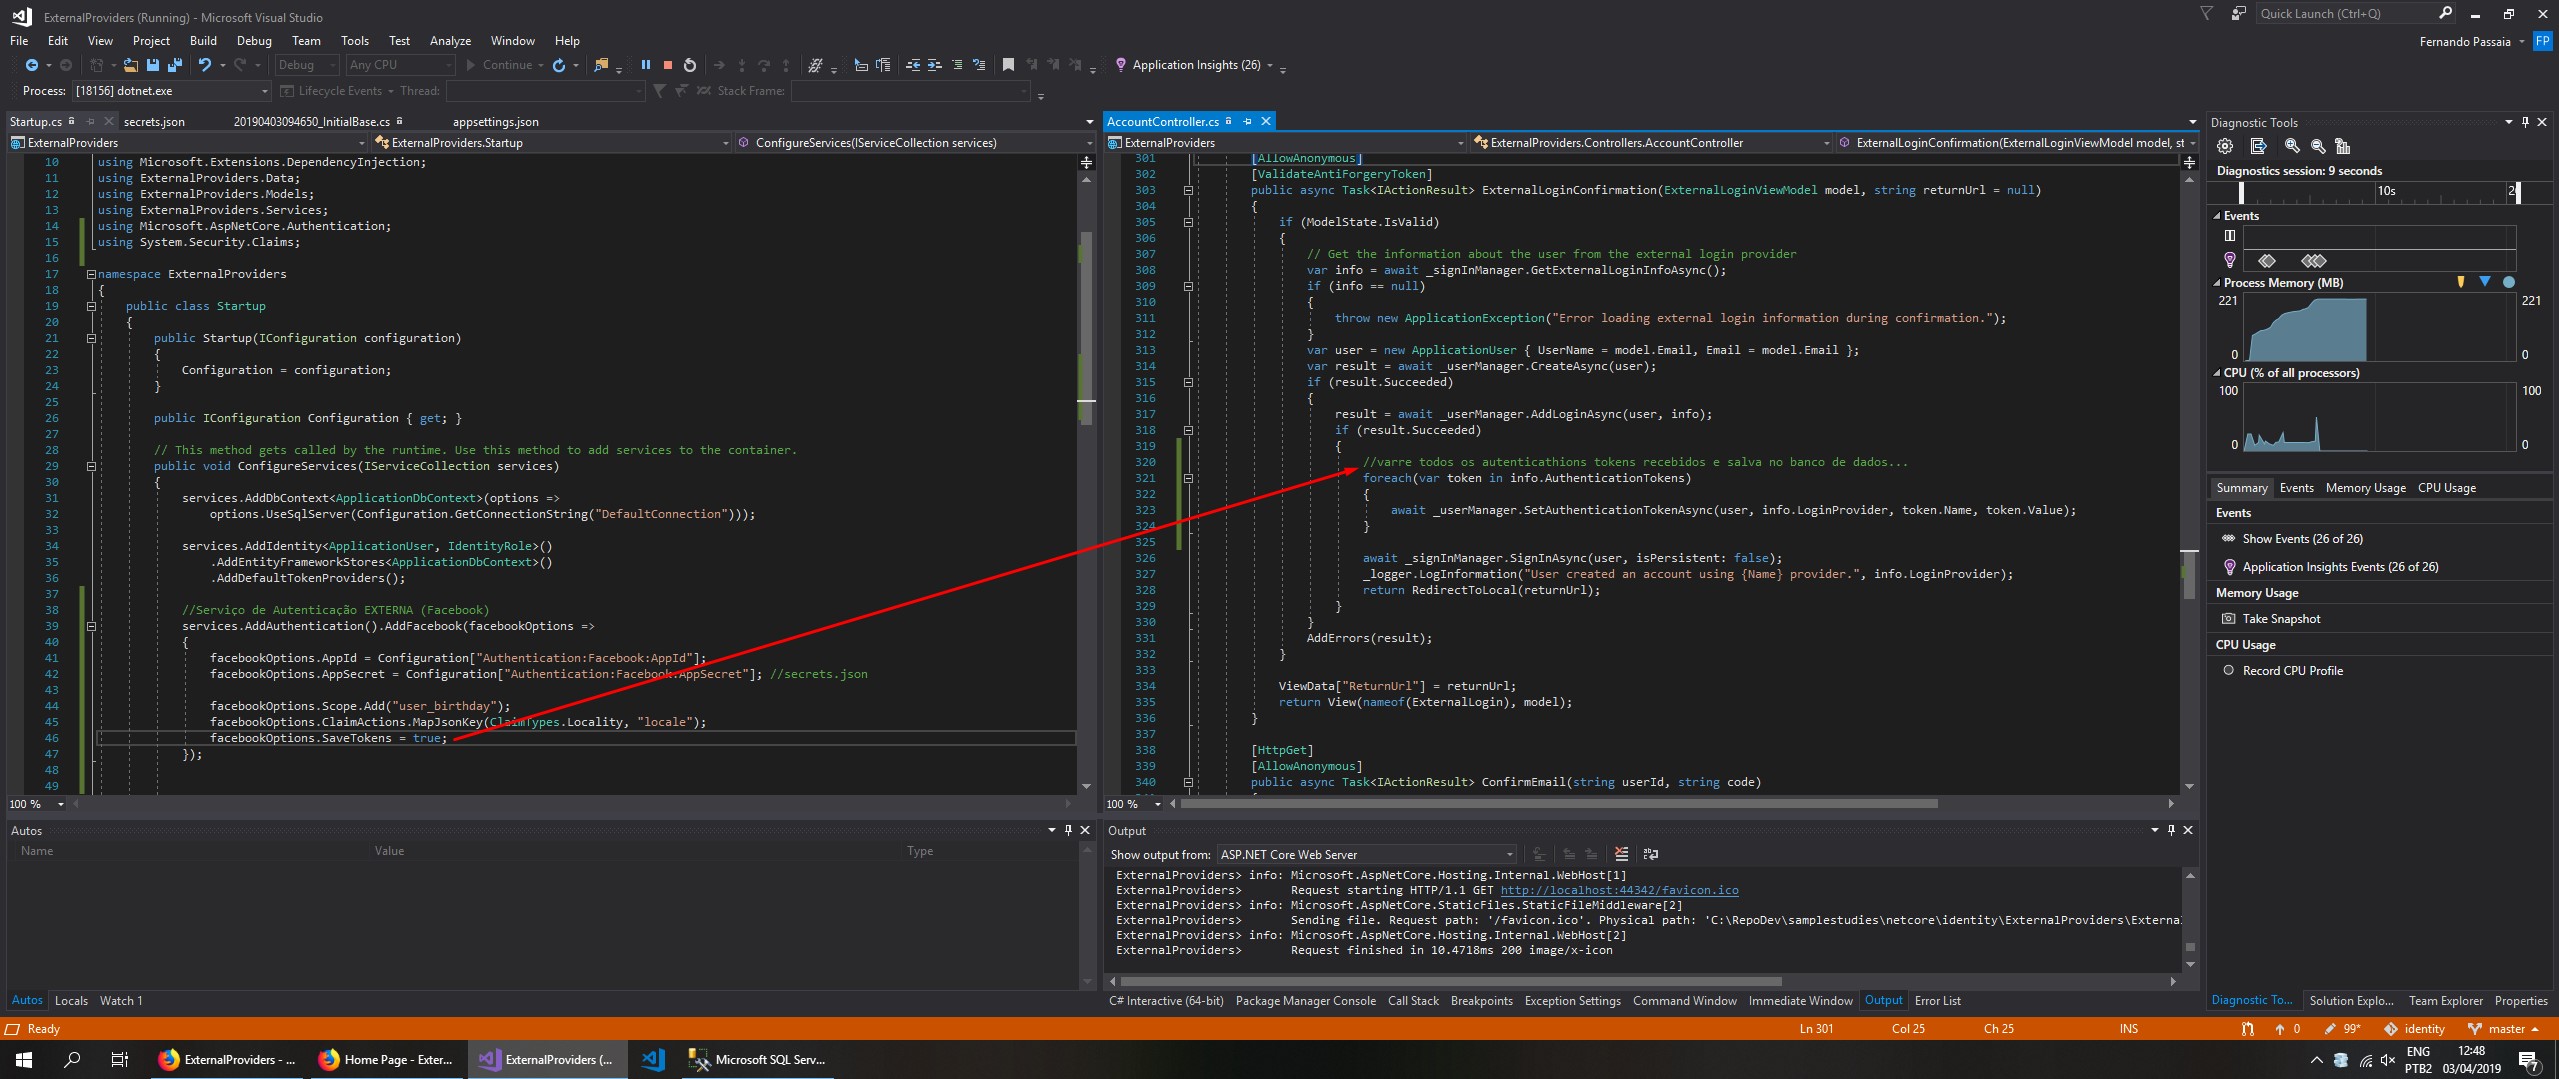 ExternalProviders (Running) - Microsoft Visual Studio
Quick Launch (Ctrl+Q)
File Edit View Project Build Debug Team Tools Test Analyze Window Help
Fernando Passaia FP
Debug Any CPU Continue Application Insights (26)
Process: [18156] dotnet.exe Lifecycle Events Thread: Stack Frame:
Startup.cs secrets.json 20190403094650_InitialBase.cs appsettings.json
ExternalProviders ExternalProviders.Startup ConfigureServices(IServiceCollection services)
10 using Microsoft.Extensions.DependencyInjection;
11 using ExternalProviders.Data;
12 using ExternalProviders.Models;
13 using ExternalProviders.Services;
14 using Microsoft.AspNetCore.Authentication;
15 using System.Security.Claims;
16
17 namespace ExternalProviders
18 {
19 public class Startup
20 {
21 public Startup(IConfiguration configuration)
22 {
23 Configuration = configuration;
24 }
25
26 public IConfiguration Configuration { get; }
27
28 // This method gets called by the runtime. Use this method to add services to the container.
29 public void ConfigureServices(IServiceCollection services)
30 {
31 services.AddDbContext<ApplicationDbContext>(options =>
32 options.UseSqlServer(Configuration.GetConnectionString("DefaultConnection")));
33
34 services.AddIdentity<ApplicationUser, IdentityRole>()
35 .AddEntityFrameworkStores<ApplicationDbContext>()
36 .AddDefaultTokenProviders();
37
38 //Serviço de Autenticação EXTERNA (Facebook)
39 services.AddAuthentication().AddFacebook(facebookOptions =>
40 {
41 facebookOptions.AppId = Configuration["Authentication:Facebook:AppId"];
42 facebookOptions.AppSecret = Configuration["Authentication:Facebook:AppSecret"]; //secrets.json
43
44 facebookOptions.Scope.Add("user_birthday");
45 facebookOptions.ClaimActions.MapJsonKey(ClaimTypes.Locality, "locale");
46 facebookOptions.SaveTokens = true;
47 });
48
49
100 %
AccountController.cs
ExternalProviders ExternalProviders.Controllers.AccountController ExternalLoginConfirmation(ExternalLoginViewModel model, st
301 [AllowAnonymous]
302 [ValidateAntiForgeryToken]
303 public async Task<IActionResult> ExternalLoginConfirmation(ExternalLoginViewModel model, string returnUrl = null)
304 {
305 if (ModelState.IsValid)
306 {
307 // Get the information about the user from the external login provider
308 var info = await _signInManager.GetExternalLoginInfoAsync();
309 if (info == null)
310 {
311 throw new ApplicationException("Error loading external login information during confirmation.");
312 }
313 var user = new ApplicationUser { UserName = model.Email, Email = model.Email };
314 var result = await _userManager.CreateAsync(user);
315 if (result.Succeeded)
316 {
317 result = await _userManager.AddLoginAsync(user, info);
318 if (result.Succeeded)
319 {
320 //varre todos os autenticathions tokens recebidos e salva no banco de dados...
321 foreach(var token in info.AuthenticationTokens)
322 {
323 await _userManager.SetAuthenticationTokenAsync(user, info.LoginProvider, token.Name, token.Value);
324 }
325
326 await _signInManager.SignInAsync(user, isPersistent: false);
327 _logger.LogInformation("User created an account using {Name} provider.", info.LoginProvider);
328 return RedirectToLocal(returnUrl);
329 }
330 }
331 AddErrors(result);
332 }
333
334 ViewData["ReturnUrl"] = returnUrl;
335 return View(nameof(ExternalLogin), model);
336 }
337
338 [HttpGet]
339 [AllowAnonymous]
340 public async Task<IActionResult> ConfirmEmail(string userId, string code)
100 %
Diagnostic Tools
Diagnostics session: 9 seconds
10s
Events
Process Memory (MB)
221 221
0 0
CPU (% of all processors)
100 100
0 0
Summary Events Memory Usage CPU Usage
Events
Show Events (26 of 26)
Application Insights Events (26 of 26)
Memory Usage
Take Snapshot
CPU Usage
Record CPU Profile
Autos
Name Value Type
Autos Locals Watch 1
Output
Show output from: ASP.NET Core Web Server
ExternalProviders> info: Microsoft.AspNetCore.Hosting.Internal.WebHost[1]
ExternalProviders> Request starting HTTP/1.1 GET http://localhost:44342/favicon.ico
ExternalProviders> info: Microsoft.AspNetCore.StaticFiles.StaticFileMiddleware[2]
ExternalProviders> Sending file. Request path: '/favicon.ico'. Physical path: 'C:\RepoDev\samplestudies\netcore\identity\ExternalProviders\Externa
ExternalProviders> info: Microsoft.AspNetCore.Hosting.Internal.WebHost[2]
ExternalProviders> Request finished in 10.4718ms 200 image/x-icon
C# Interactive (64-bit) Package Manager Console Call Stack Breakpoints Exception Settings Command Window Immediate Window Output Error List
Diagnostic To... Solution Explo... Team Explorer Properties
Ready Ln 301 Col 25 Ch 25 INS 0 99* identity master
ExternalProviders - ... Home Page - Exter... ExternalProviders (... Microsoft SQL Serv...
ENG 12:48
PTB2 03/04/2019 7